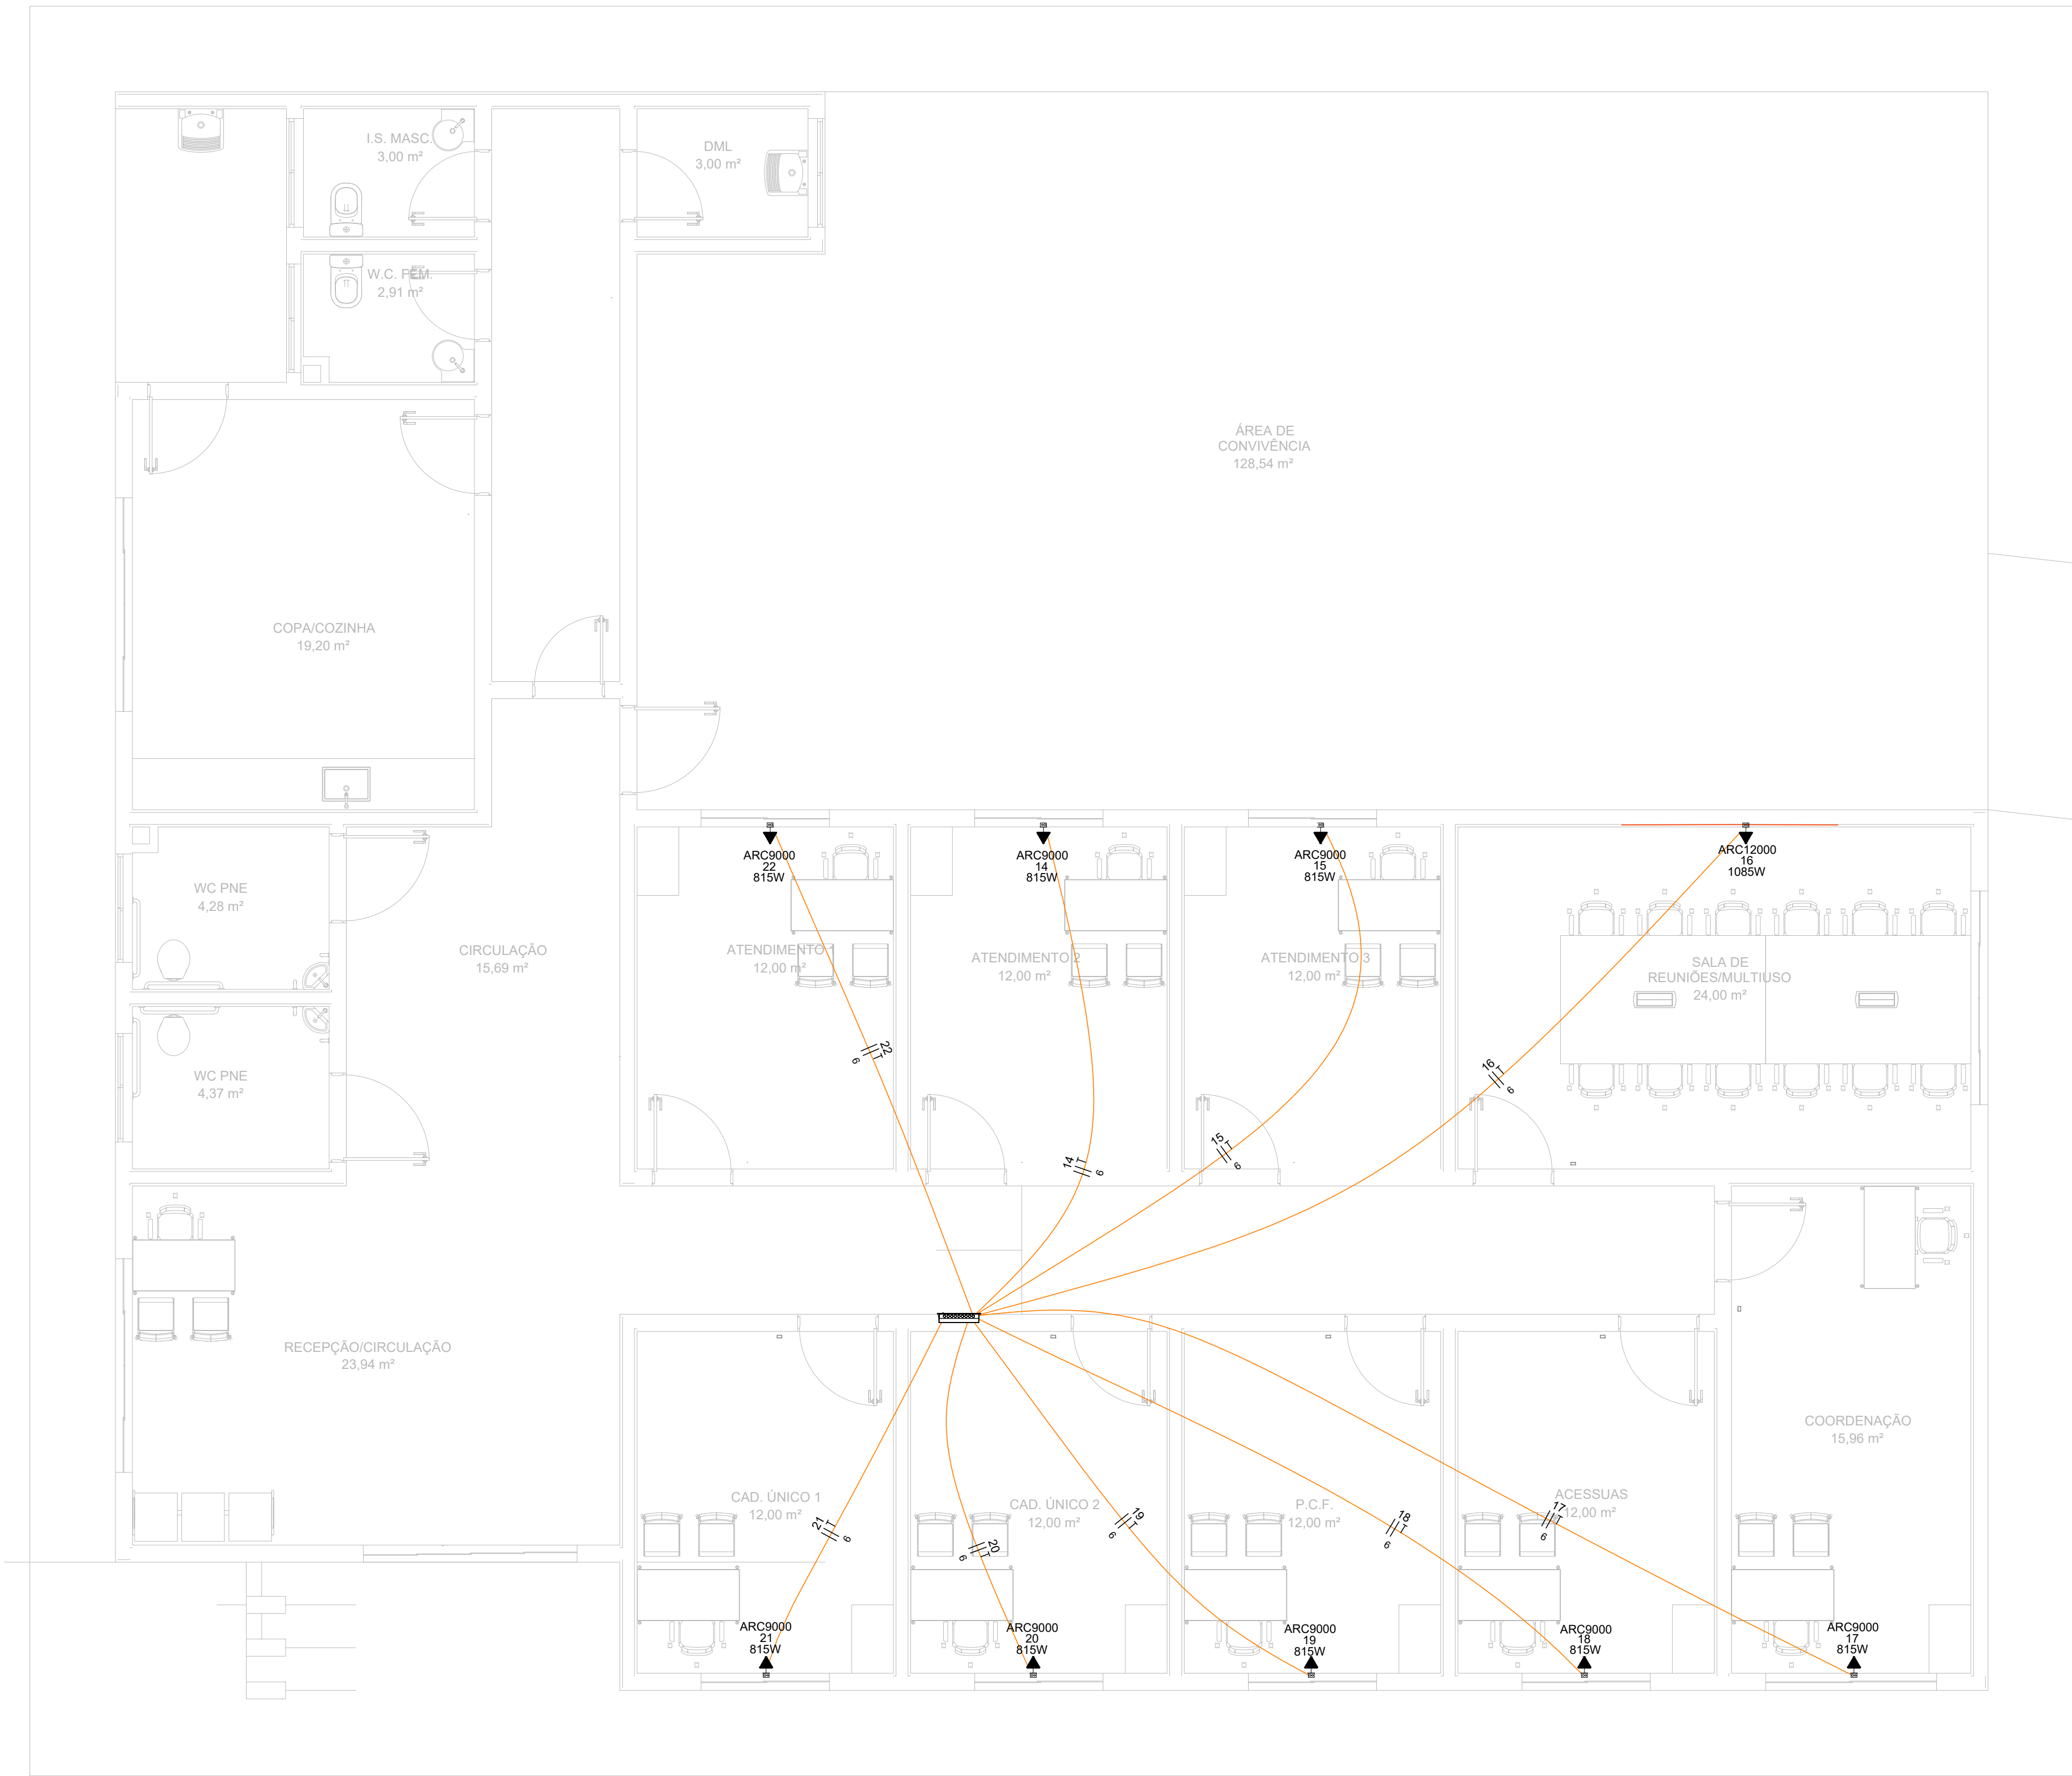 I.S. MASC.
3,00 m²
DML
3,00 m²
W.C. FEM.
2,91 m²
ÁREA DE
CONVIVÊNCIA
128,54 m²
COPA/COZINHA
19,20 m²
ARC9000
22
815W
ARC9000
14
815W
ARC9000
15
815W
ARC12000
16
1085W
WC PNE
4,28 m²
CIRCULAÇÃO
15,69 m²
ATENDIMENTO 1
12,00 m²
ATENDIMENTO 2
12,00 m²
ATENDIMENTO 3
12,00 m²
SALA DE
REUNIÕES/MULTIUSO
24,00 m²
22
6
16
6
WC PNE
4,37 m²
14
6
15
6
RECEPÇÃO/CIRCULAÇÃO
23,94 m²
COORDENAÇÃO
15,96 m²
CAD. ÚNICO 1
12,00 m²
CAD. ÚNICO 2
12,00 m²
P.C.F.
12,00 m²
ACESSUAS
12,00 m²
21
6
20
6
19
6
18
6
17
6
ARC9000
21
815W
ARC9000
20
815W
ARC9000
19
815W
ARC9000
18
815W
ARC9000
17
815W